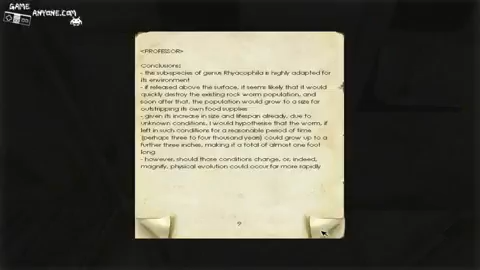 GAME
ANYONE.COM
<PROFESSOR>
Conclusions:
- this subspecies of genus Rhyacophila is highly adapted for
its environment
- if released above the surface, it seems likely that it would
quickly destroy the existing rock worm population, and
soon after that, the population would grow to a size far
outstripping its own food supplies
- given its increase in size and lifespan already, due to
unknown conditions, I would hypothesise that the worm, if
left in such conditions for a reasonable period of time
(perhaps three to four thousand years) could grow up to a
further three inches, making it a total of almost one foot
long
- however, should those conditions change, or, indeed,
magnify, physical evolution could occur far more rapidly
9